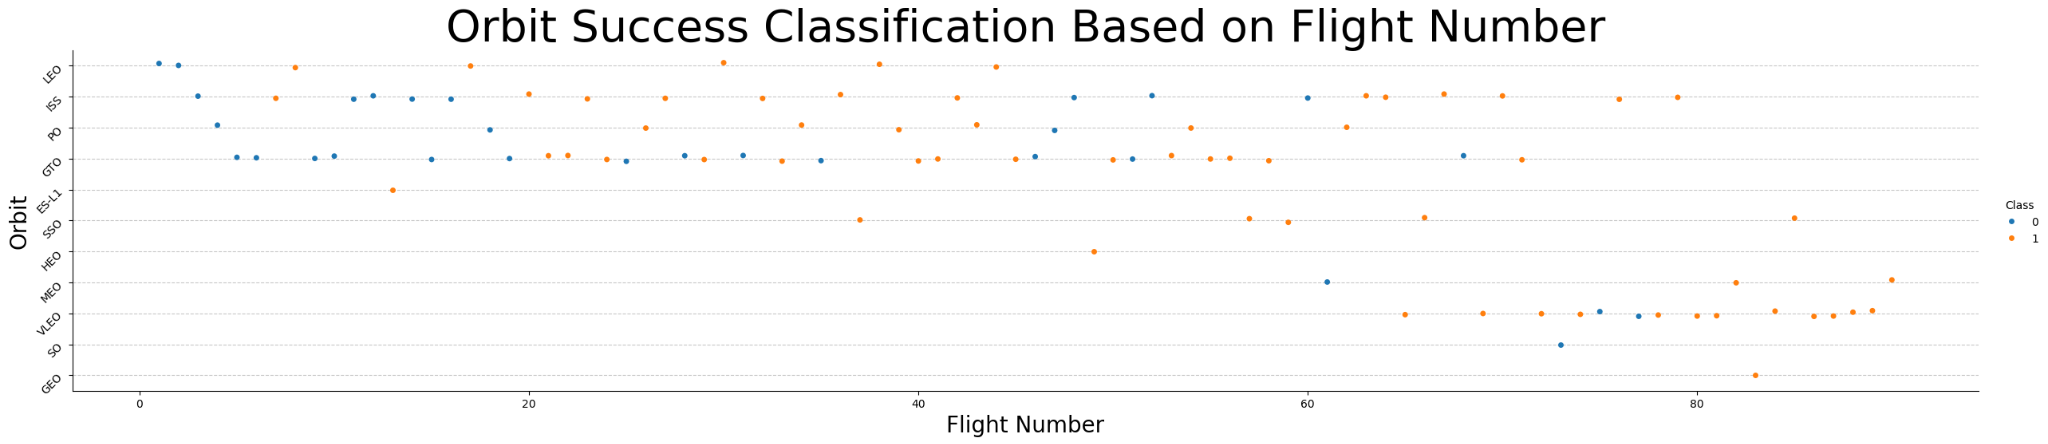 Orbit Success Classification Based on Flight Number
LEO
ISS
PO
GTO
ES-L1
SSO
HEO
MEO
VLEO
SO
GEO
Orbit
0
20
40
60
80
Flight Number
Class
0
1